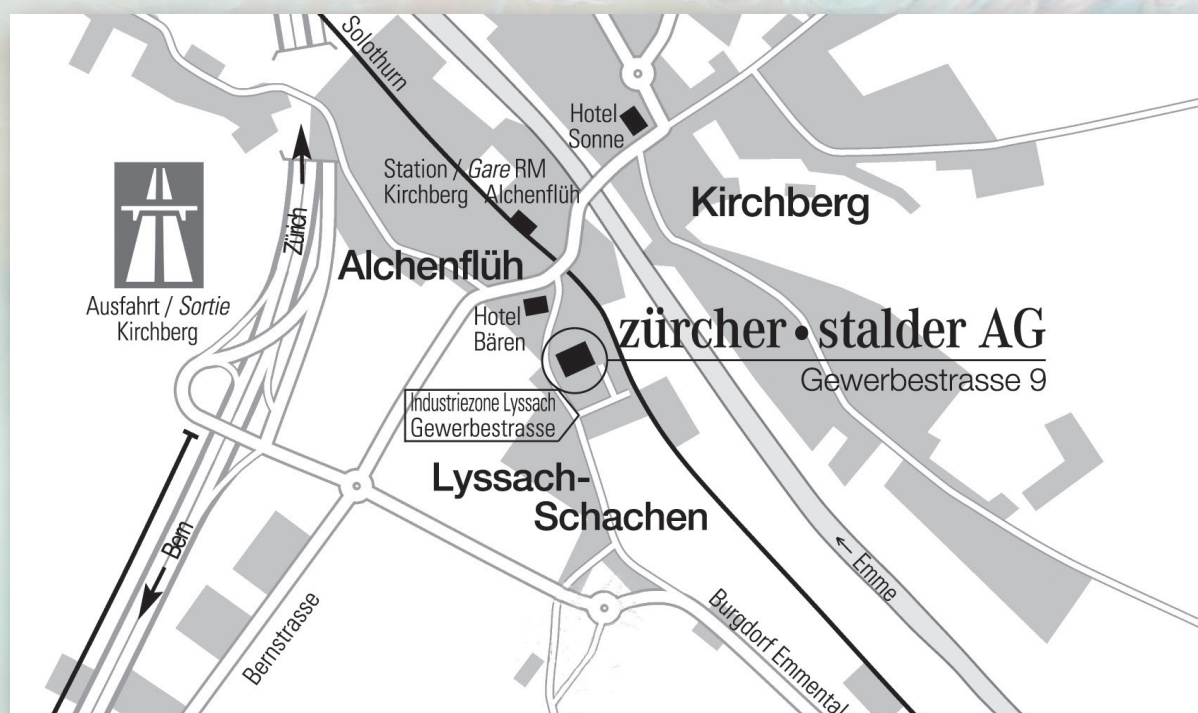 Solothurn
Hotel
Sonne
Station / Gare RM
Kirchberg Alchenflüh
Kirchberg
Zürich
Alchenflüh
Ausfahrt / Sortie
Kirchberg
Hotel
Bären
zürcher • stalder AG
Gewerbestrasse 9
Industriezone Lyssach
Gewerbestrasse
Lyssach-
Schachen
Bern
← Emme
Bernstrasse
Burgdorf Emmental